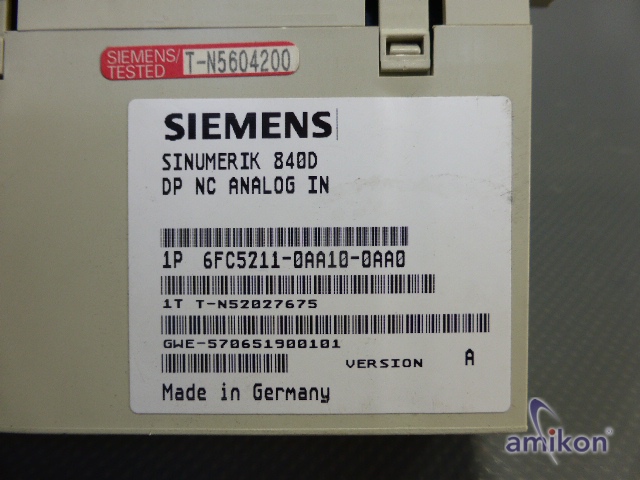 SIEMENS/ T-N5604200
TESTED
SIEMENS
SINUMERIK 840D
DP NC ANALOG IN
1P 6FC5211-0AA10-0AA0
1T T-N52027675
GWE-570651900101
VERSION A
Made in Germany
amikon